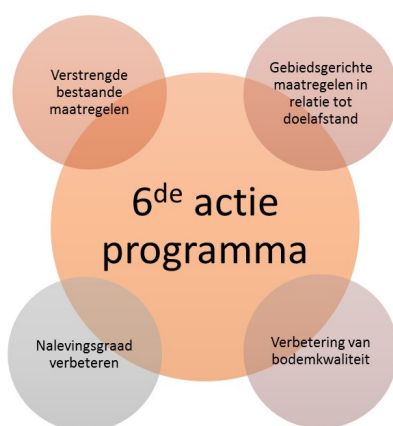 Verstrengde
bestaande
maatregelen
Gebiedsgerichte
maatregelen in
relatie tot
doelafstand
6de actie
programma
Nalevingsgraad
verbeteren
Verbetering van
bodemkwaliteit